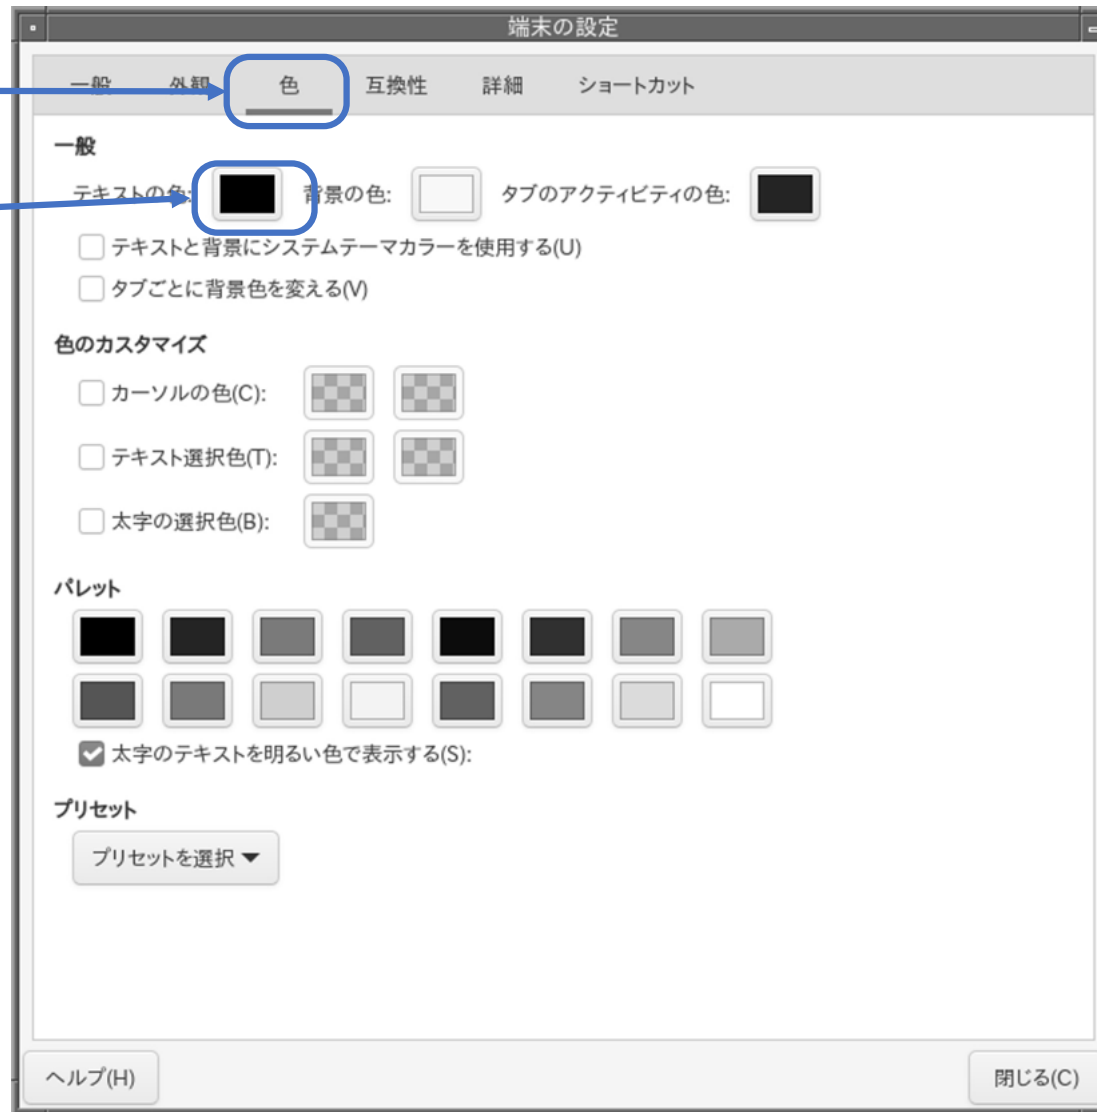 端末の設定
一般 外観 色 互換性 詳細 ショートカット
一般
テキストの色: 背景の色: タブのアクティビティの色:
テキストと背景にシステムテーマカラーを使用する(U)
タブごとに背景色を変える(V)
色のカスタマイズ
カーソルの色(C):
テキスト選択色(T):
太字の選択色(B):
パレット
太字のテキストを明るい色で表示する(S):
プリセット
プリセットを選択
ヘルプ(H) 閉じる(C)